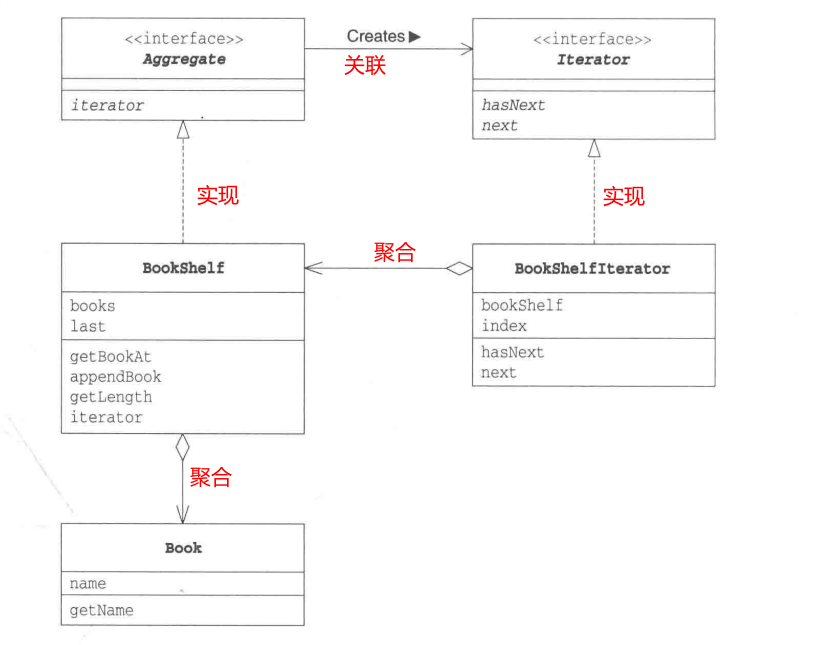 <<interface>>
Aggregate
iterator
Creates▶
关联
<<interface>>
Iterator
hasNext
next
实现
实现
BookShelf
books
last
getBookAt
appendBook
getLength
iterator
聚合
BookShelfIterator
bookShelf
index
hasNext
next
聚合
Book
name
getName